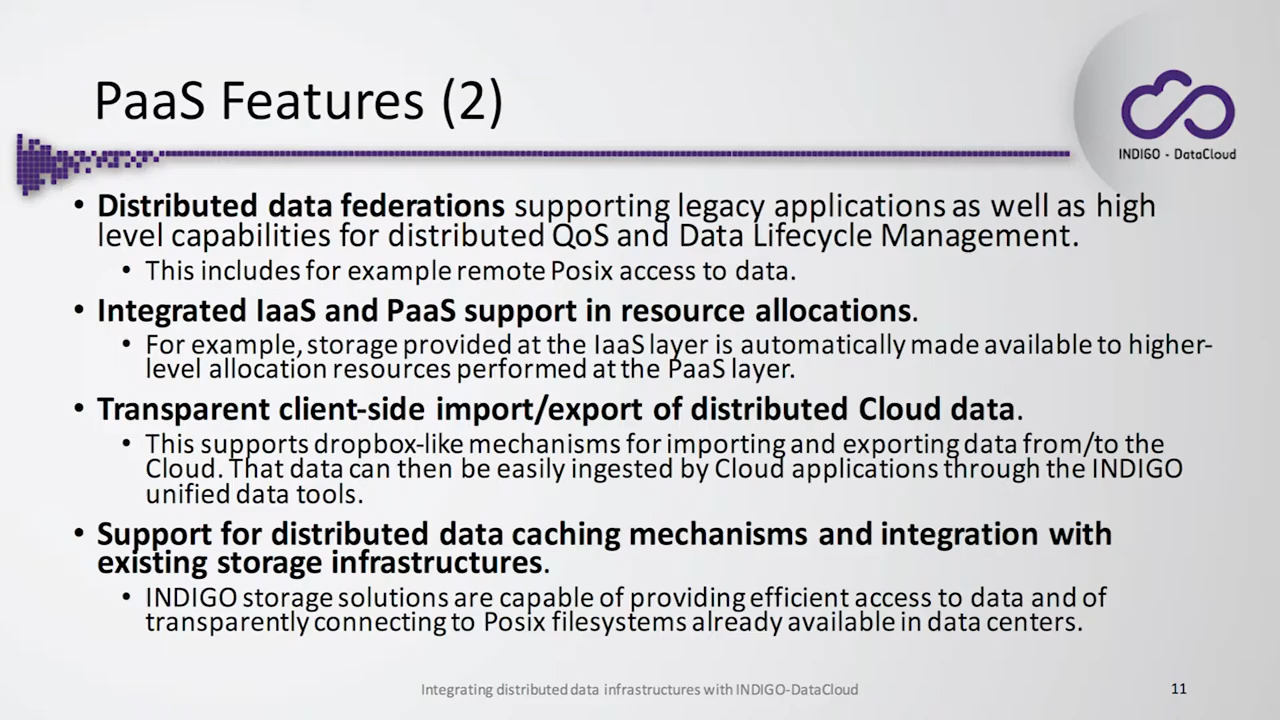 PaaS Features (2)
INDIGO - DataCloud
• Distributed data federations supporting legacy applications as well as high
level capabilities for distributed QoS and Data Lifecycle Management.
• This includes for example remote Posix access to data.
• Integrated IaaS and PaaS support in resource allocations.
• For example, storage provided at the IaaS layer is automatically made available to higher-
level allocation resources performed at the PaaS layer.
• Transparent client-side import/export of distributed Cloud data.
• This supports dropbox-like mechanisms for importing and exporting data from/to the
Cloud. That data can then be easily ingested by Cloud applications through the INDIGO
unified data tools.
• Support for distributed data caching mechanisms and integration with
existing storage infrastructures.
• INDIGO storage solutions are capable of providing efficient access to data and of
transparently connecting to Posix filesystems already available in data centers.
Integrating distributed data infrastructures with INDIGO-DataCloud
11